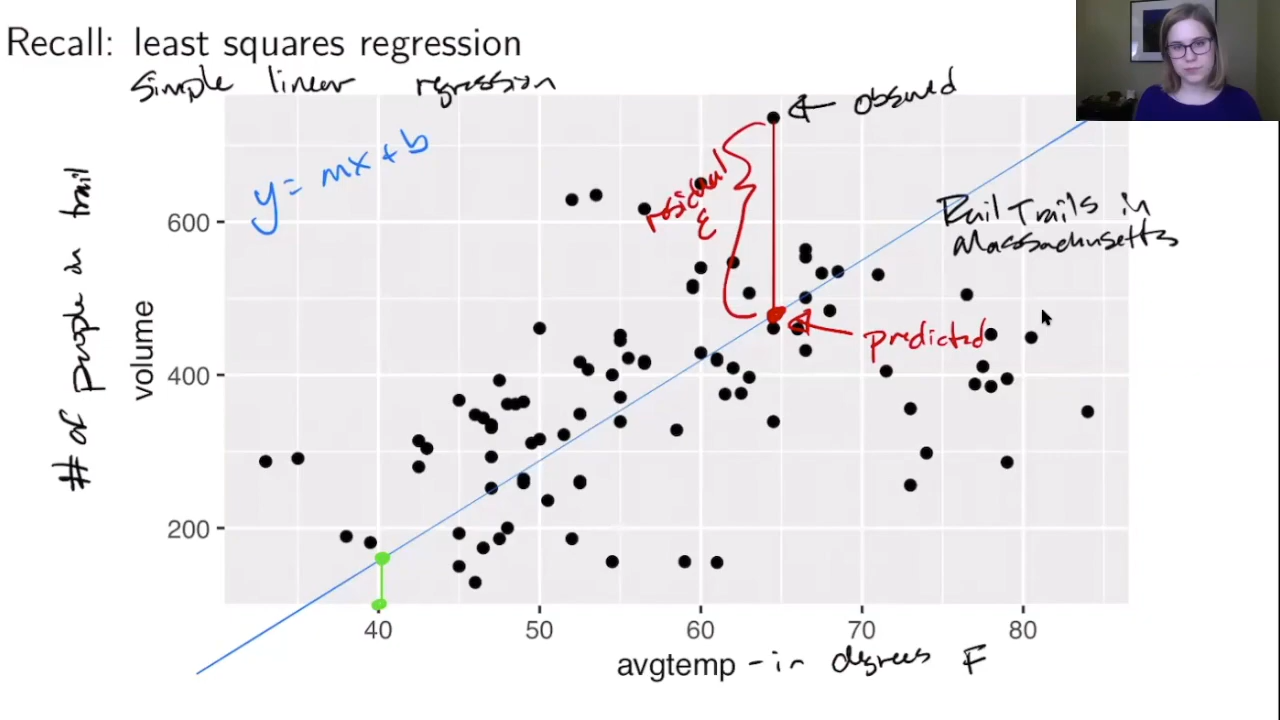 Recall: least squares regression
simple linear regression
observed
y = mx + b
residual
ε
Rail Trails in
Massachusetts
predicted
# of people on trail
volume
600
400
200
40 50 60 70 80
avgtemp - in degrees F